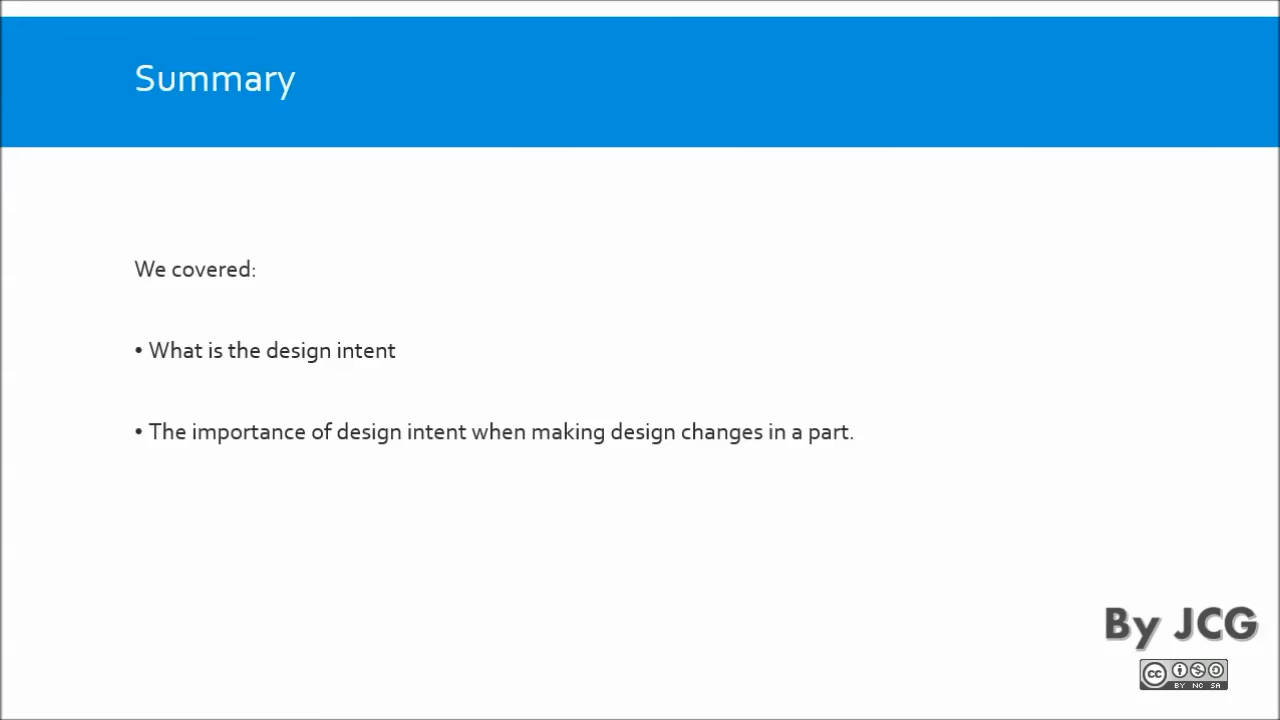 Summary
We covered:
• What is the design intent
• The importance of design intent when making design changes in a part.
By JCG
cc
BY NC SA